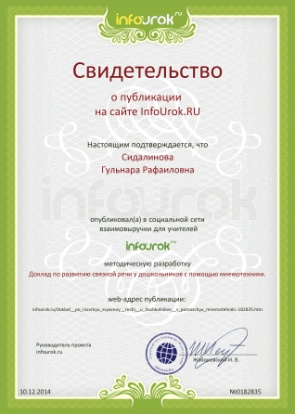 infourok
Свидетельство
о публикации
на сайте InfoUrok.RU
Настоящим подтверждается, что
Сидалинова
Гульнара Рафаиловна
опубликовал(а) в социальной сети
взаимовыручки для учителей
infourok
методическую разработку
Доклад по развитию связной речи у дошкольников с помощью мнемотехники.
web-адрес публикации:
Руководитель проекта
infourok.ru
Жаборовский И. В.
10.12.2014
№0182835